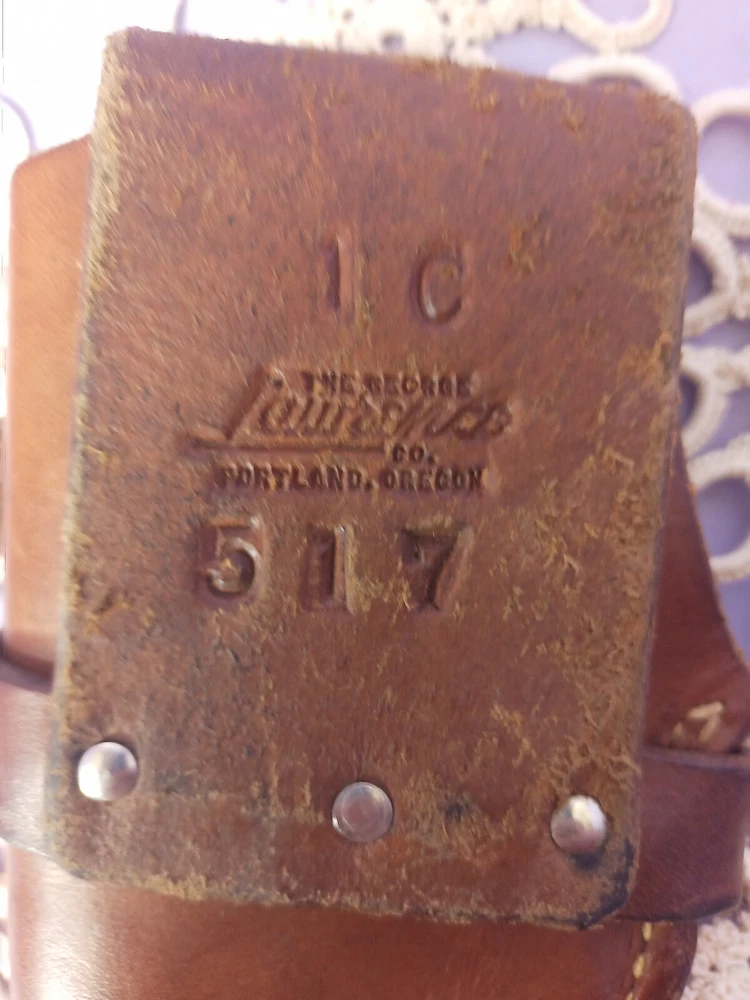 1 C
THE GEORGE
Lawrence
CO.
PORTLAND, OREGON
517